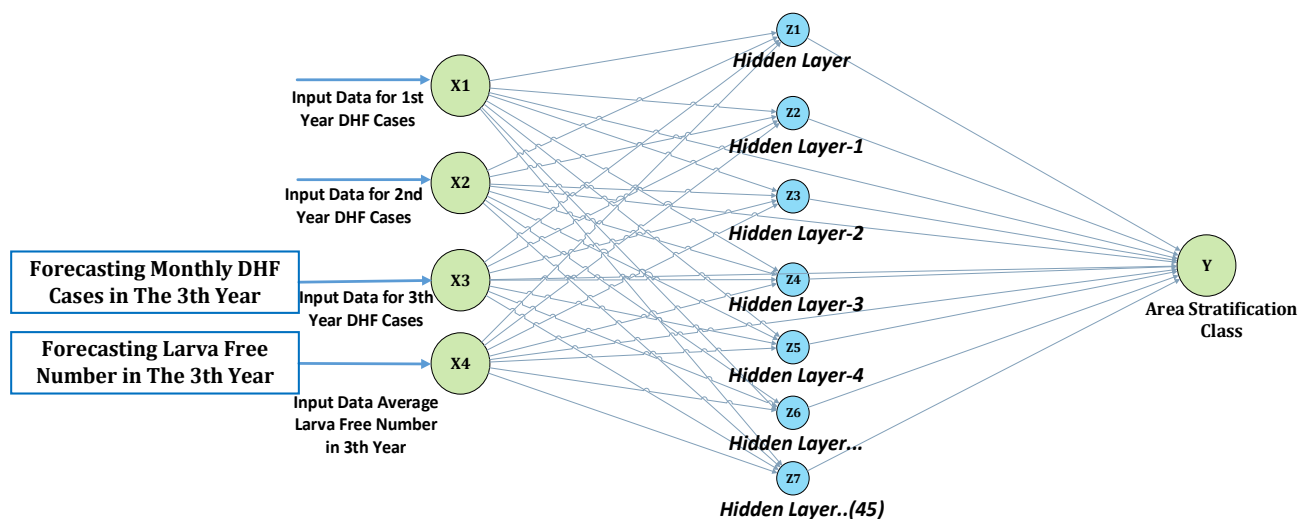 Z1
Hidden Layer
X1
Input Data for 1st
Year DHF Cases
Z2
Hidden Layer-1
X2
Input Data for 2nd
Year DHF Cases
Z3
Hidden Layer-2
Forecasting Monthly DHF
Cases in The 3th Year
X3
Input Data for 3th
Year DHF Cases
Z4
Hidden Layer-3
Y
Area Stratification
Class
Forecasting Larva Free
Number in The 3th Year
X4
Input Data Average
Larva Free Number
in 3th Year
Z5
Hidden Layer-4
Z6
Hidden Layer...
Z7
Hidden Layer..(45)